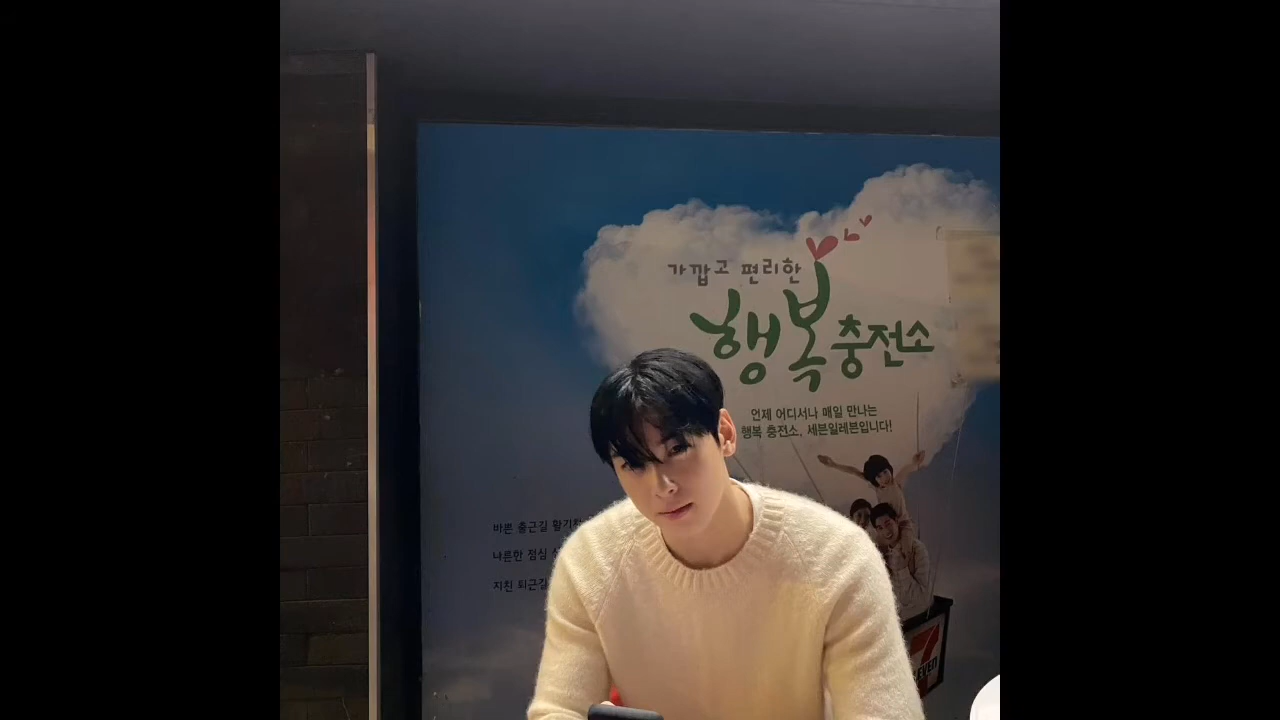 가깝고 편리한
행복충전소
언제 어디서나 매일 만나는
행복 충전소, 세븐일레븐입니다!
바쁜 출근길 활기
나른한 점심
지친 퇴근길
7
EVEN